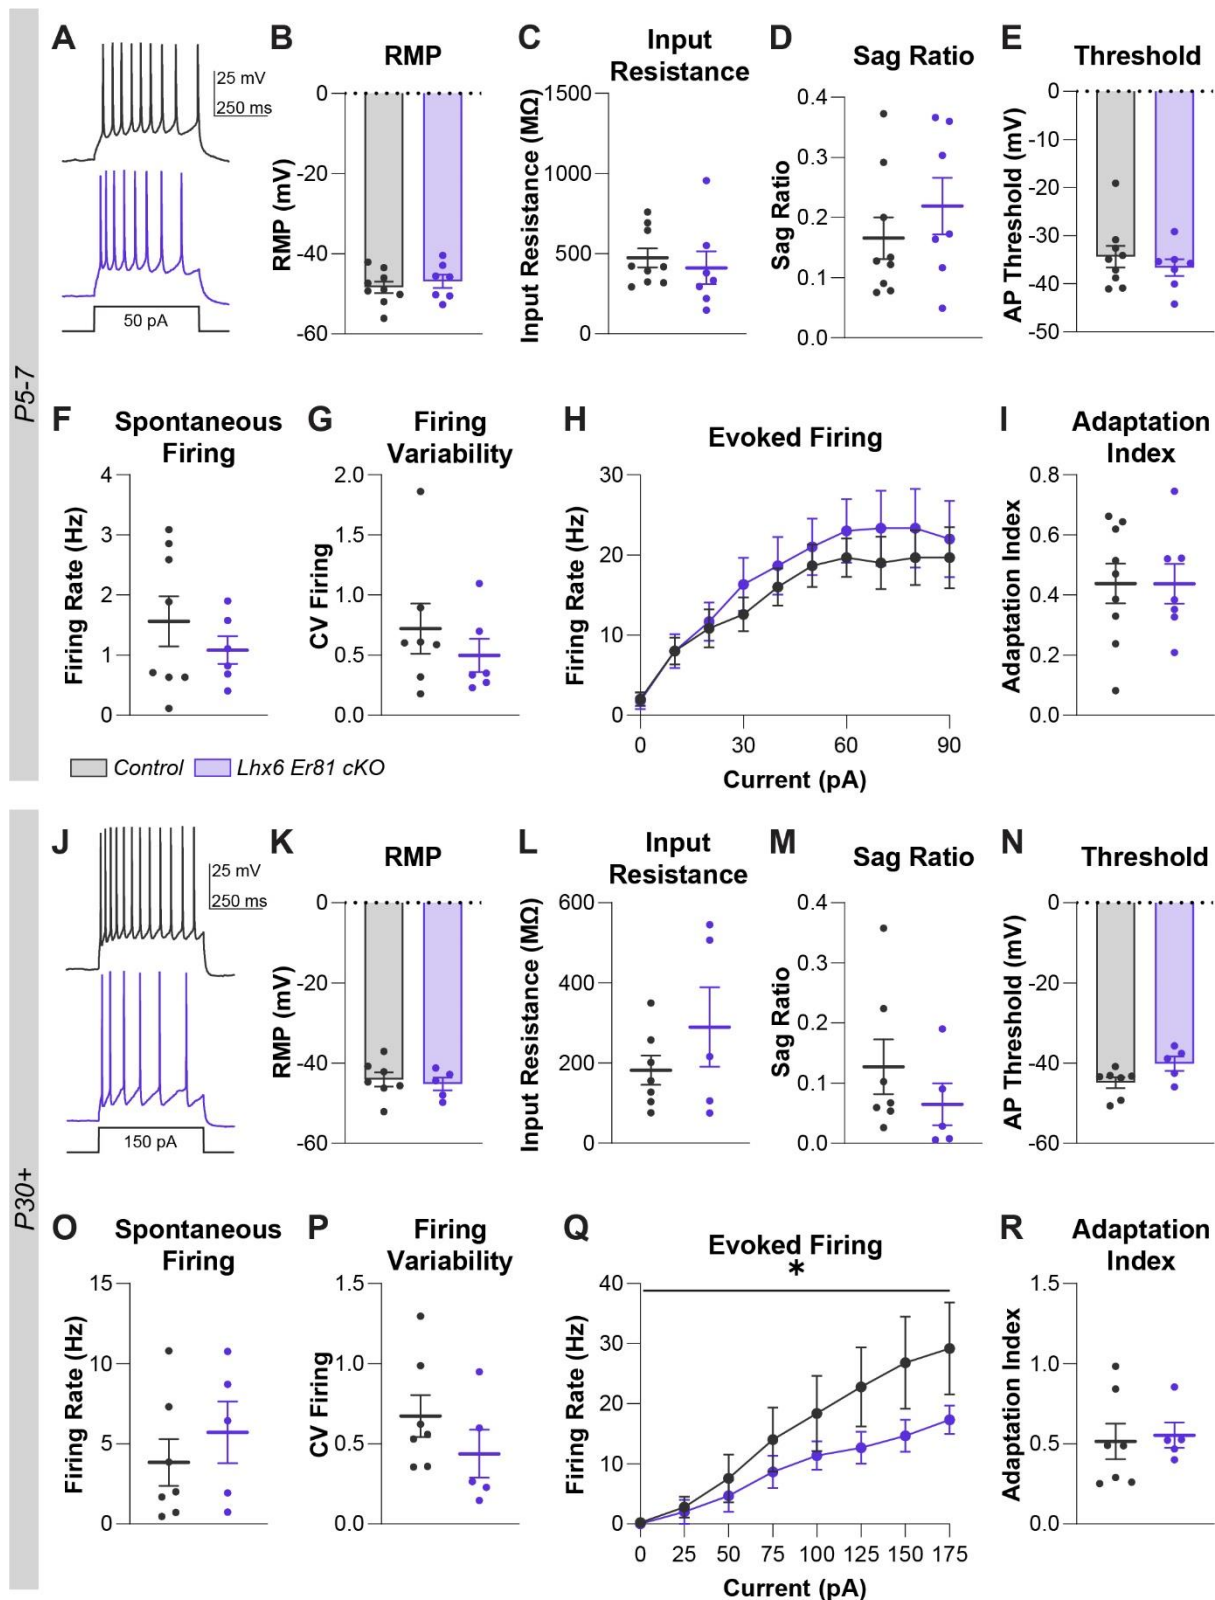 P5-7
A
25 mV
250 ms
50 pA
B
RMP
RMP (mV)
0
-20
-40
-60
C
Input
Resistance
Input Resistance (MΩ)
1500
1000
500
0
D
Sag Ratio
Sag Ratio
0.4
0.3
0.2
0.1
0.0
E
Threshold
AP Threshold (mV)
0
-10
-20
-30
-40
-50
F
Spontaneous
Firing
Firing Rate (Hz)
4
3
2
1
0
G
Firing
Variability
CV Firing
2.0
1.5
1.0
0.5
0.0
H
Evoked Firing
Firing Rate (Hz)
30
20
10
0
0 30 60 90
Current (pA)
I
Adaptation
Index
Adaptation Index
0.8
0.6
0.4
0.2
0.0
Control
Lhx6 Er81 cKO
P30+
J
25 mV
250 ms
150 pA
K
RMP
RMP (mV)
0
-20
-40
-60
L
Input
Resistance
Input Resistance (MΩ)
600
400
200
0
M
Sag Ratio
Sag Ratio
0.4
0.3
0.2
0.1
0.0
N
Threshold
AP Threshold (mV)
0
-20
-40
-60
O
Spontaneous
Firing
Firing Rate (Hz)
15
10
5
0
P
Firing
Variability
CV Firing
1.5
1.0
0.5
0.0
Q
Evoked Firing
*
Firing Rate (Hz)
40
30
20
10
0
0 25 50 75 100 125 150 175
Current (pA)
R
Adaptation
Index
Adaptation Index
1.5
1.0
0.5
0.0